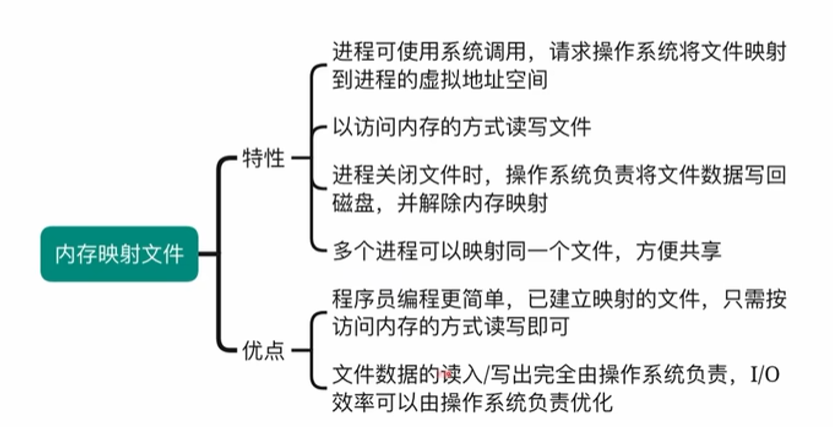 进程可使用系统调用，请求操作系统将文件映射
到进程的虚拟地址空间
以访问内存的方式读写文件
特性
进程关闭文件时，操作系统负责将文件数据写回
磁盘，并解除内存映射
多个进程可以映射同一个文件，方便共享
内存映射文件
程序员编程更简单，已建立映射的文件，只需按
访问内存的方式读写即可
优点
文件数据的读入/写出完全由操作系统负责，I/O
效率可以由操作系统负责优化